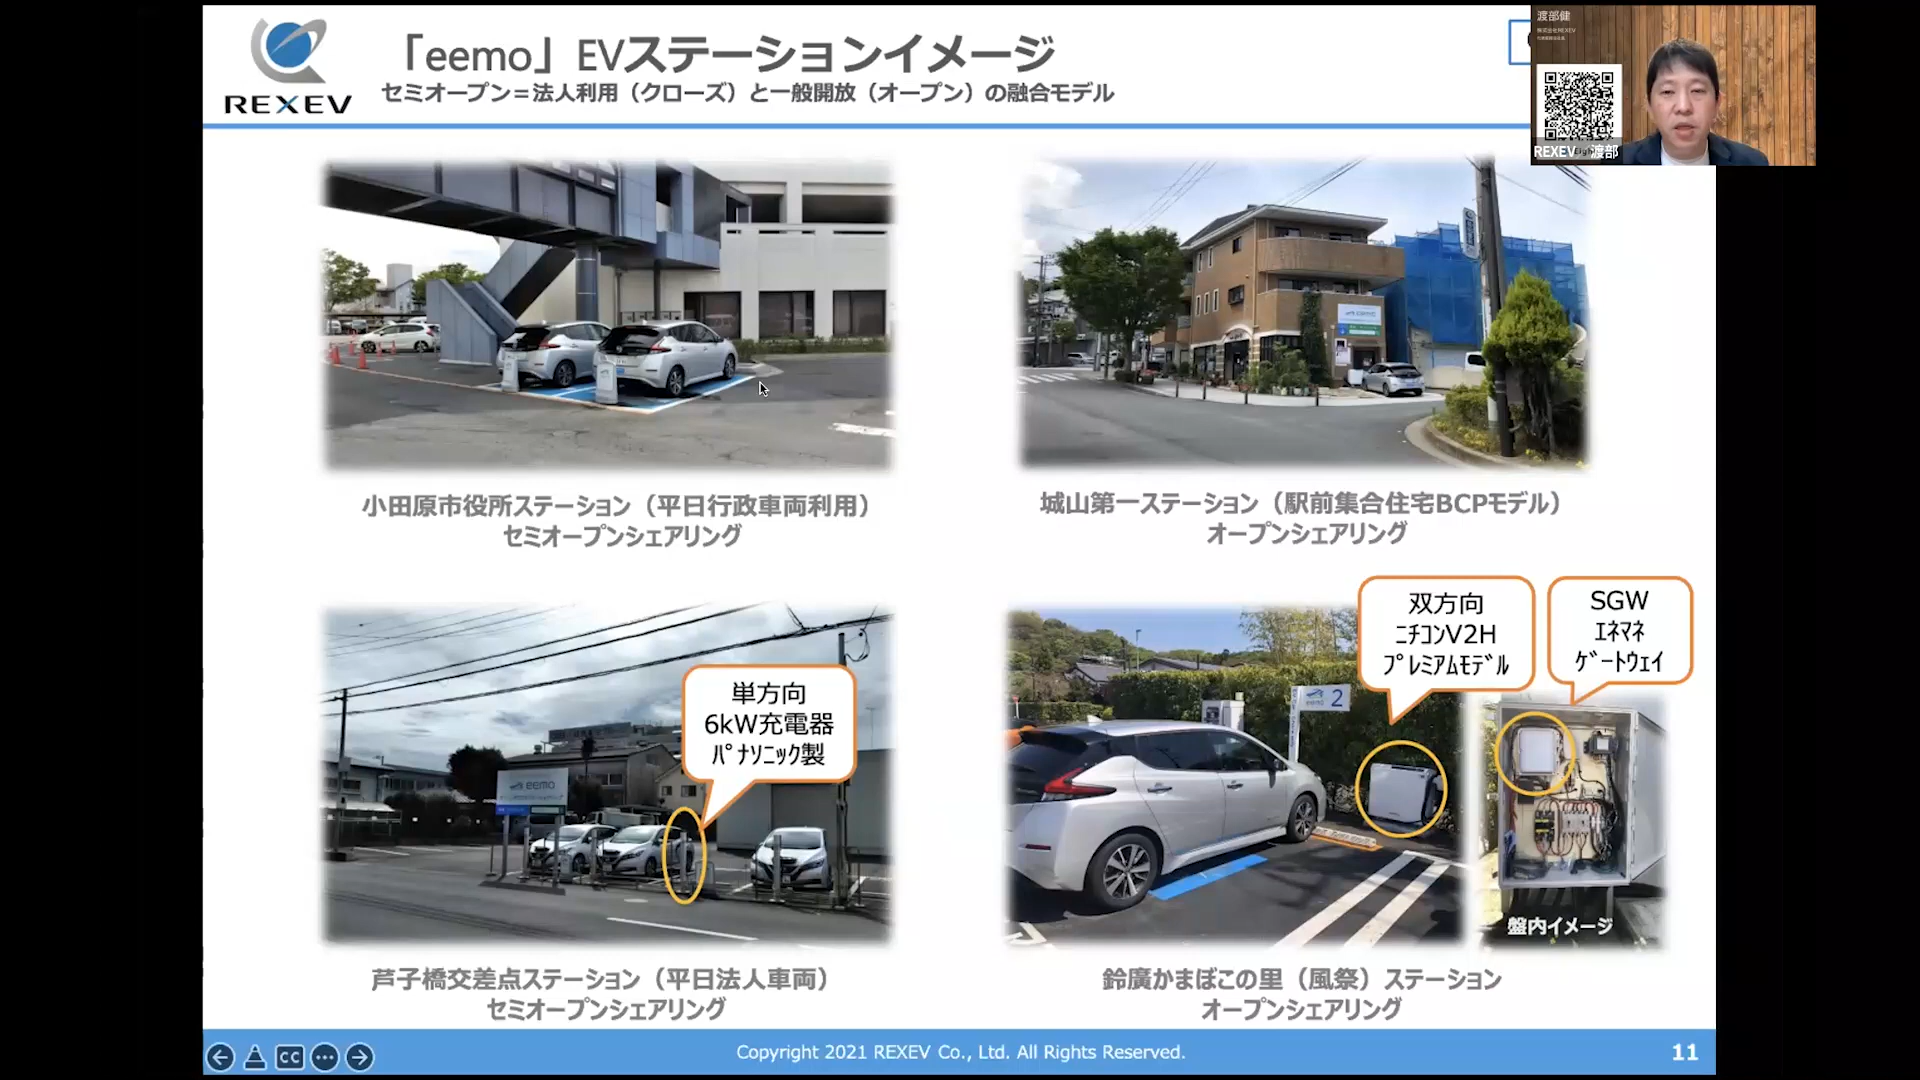 REXEV
「eemo」EVステーションイメージ
セミオープン＝法人利用（クローズ）と一般開放（オープン）の融合モデル
渡部健
REXEV 渡部
小田原市役所ステーション（平日行政車両利用）
セミオープンシェアリング
城山第一ステーション（駅前集合住宅BCPモデル）
オープンシェアリング
単方向
6kW充電器
ﾊﾟﾅｿﾆｯｸ製
eemo
芦子橋交差点ステーション（平日法人車両）
セミオープンシェアリング
双方向
ﾆﾁｺﾝV2H
ﾌﾟﾚﾐｱﾑﾓﾃﾞﾙ
SGW
ｴﾈﾏﾈ
ｹﾞｰﾄｳｪｲ
eemo 2
盤内イメージ
鈴廣かまぼこの里（風祭）ステーション
オープンシェアリング
CC
Copyright 2021 REXEV Co., Ltd. All Rights Reserved.
11